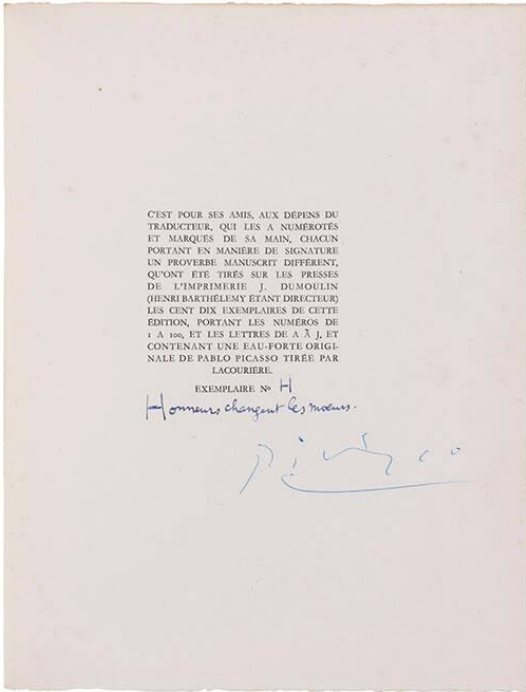 C'EST POUR SES AMIS, AUX DÉPENS DU
TRADUCTEUR, QUI LES A NUMÉROTÉS
ET MARQUÉS DE SA MAIN, CHACUN
PORTANT EN MANIÈRE DE SIGNATURE
UN PROVERBE MANUSCRIT DIFFÉRENT,
QU'ONT ÉTÉ TIRÉS SUR LES PRESSES
DE L'IMPRIMERIE J. DUMOULIN
(HENRI BARTHÉLEMY ÉTANT DIRECTEUR)
LES CENT DIX EXEMPLAIRES DE CETTE
ÉDITION, PORTANT LES NUMÉROS DE
1 A 100, ET LES LETTRES DE A À J, ET
CONTENANT UNE EAU-FORTE ORIGI-
NALE DE PABLO PICASSO TIRÉE PAR
LACOURIÈRE.
EXEMPLAIRE No H
Honneurs changent les moeurs.
Picasso